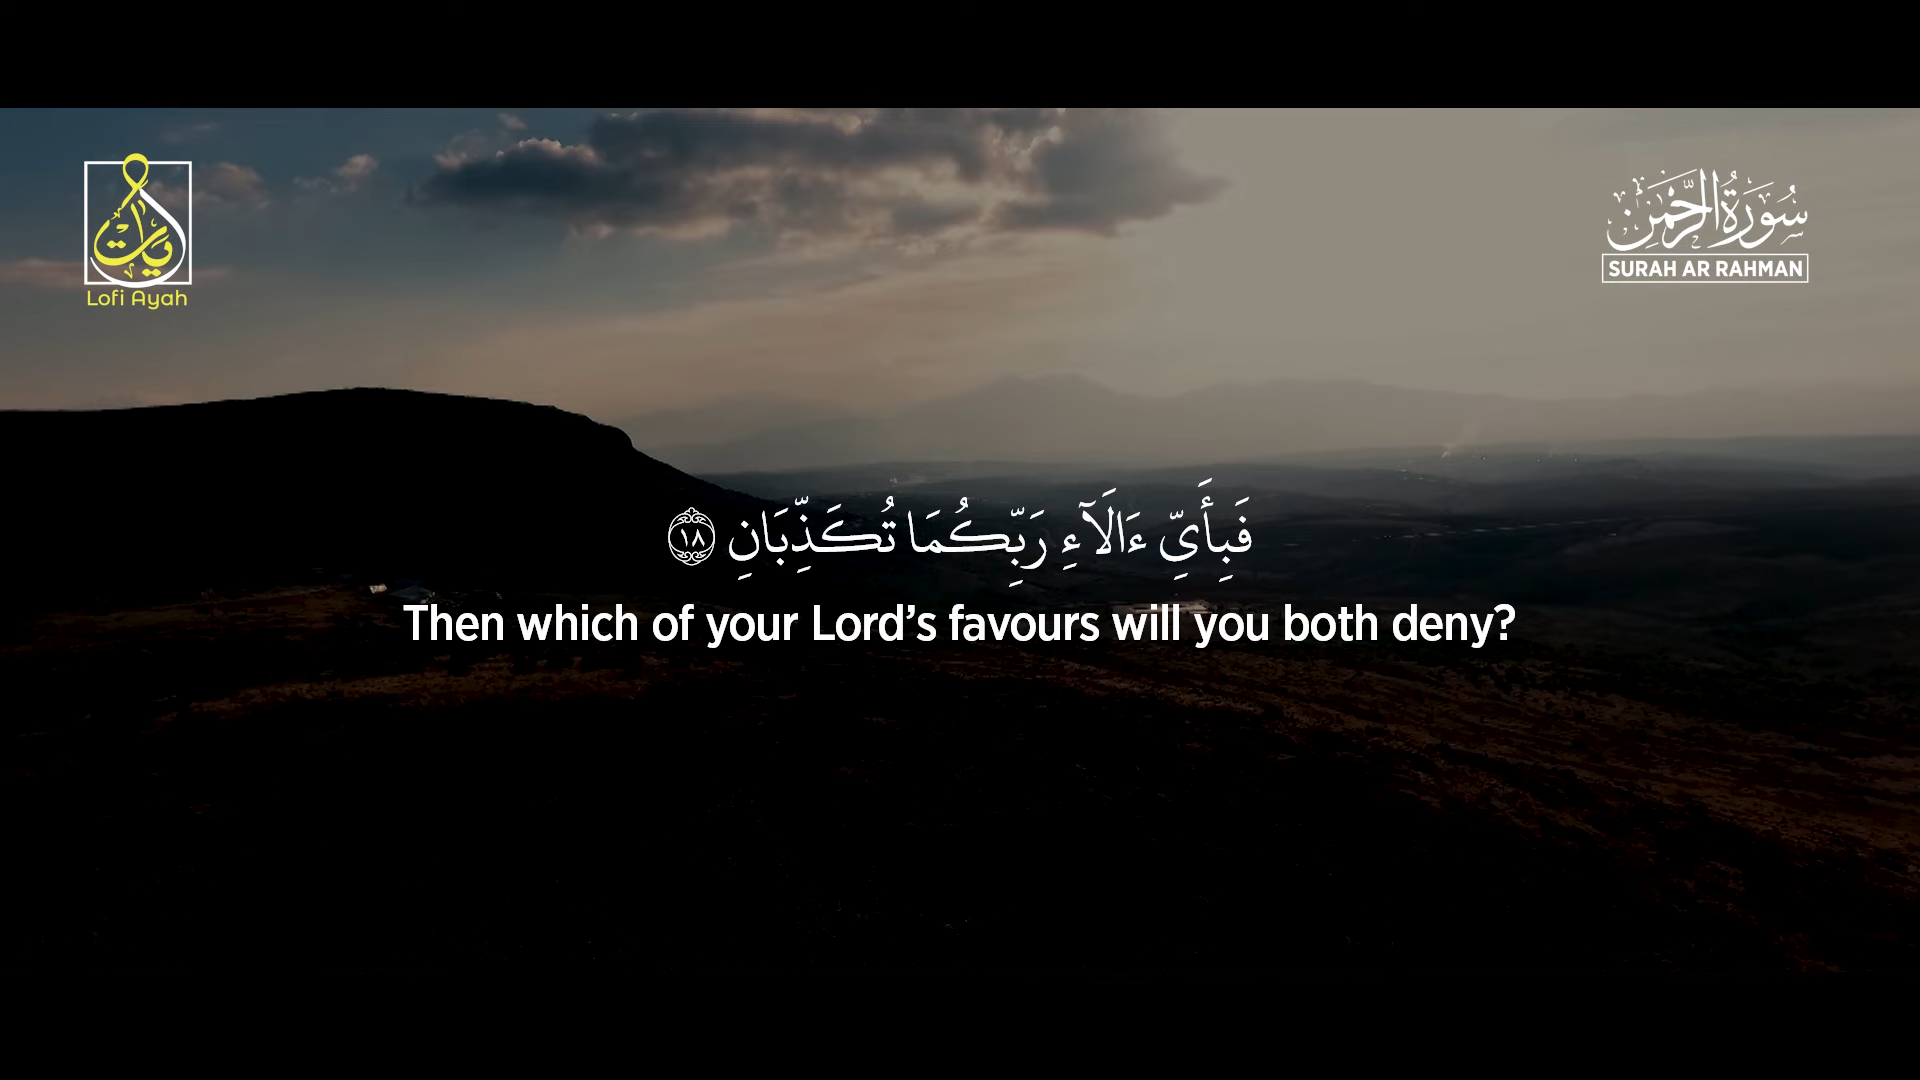 آيات
Lofi Ayah
سُورَةُ الرَّحْمَٰن
SURAH AR RAHMAN
فَبِأَيِّ ءَالَآءِ رَبِّكُمَا تُكَذِّبَانِ ١٨
Then which of your Lord’s favours will you both deny?